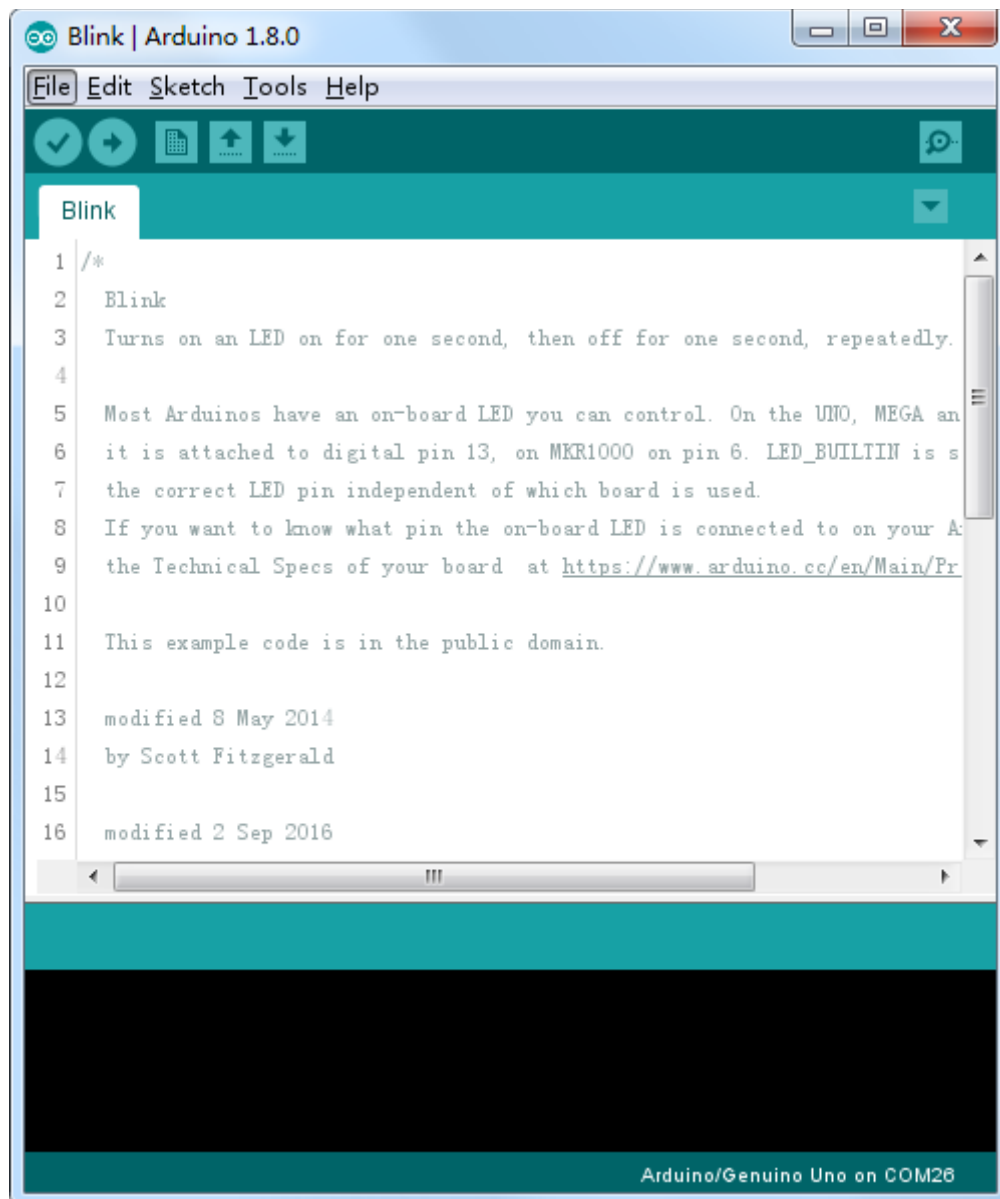 Blink | Arduino 1.8.0
File Edit Sketch Tools Help
Blink
1 /*
2 Blink
3 Turns on an LED on for one second, then off for one second, repeatedly.
4
5 Most Arduinos have an on-board LED you can control. On the UNO, MEGA an
6 it is attached to digital pin 13, on MKR1000 on pin 6. LED_BUILTIN is s
7 the correct LED pin independent of which board is used.
8 If you want to know what pin the on-board LED is connected to on your A
9 the Technical Specs of your board at https://www.arduino.cc/en/Main/Pr
10
11 This example code is in the public domain.
12
13 modified 8 May 2014
14 by Scott Fitzgerald
15
16 modified 2 Sep 2016
Arduino/Genuino Uno on COM26